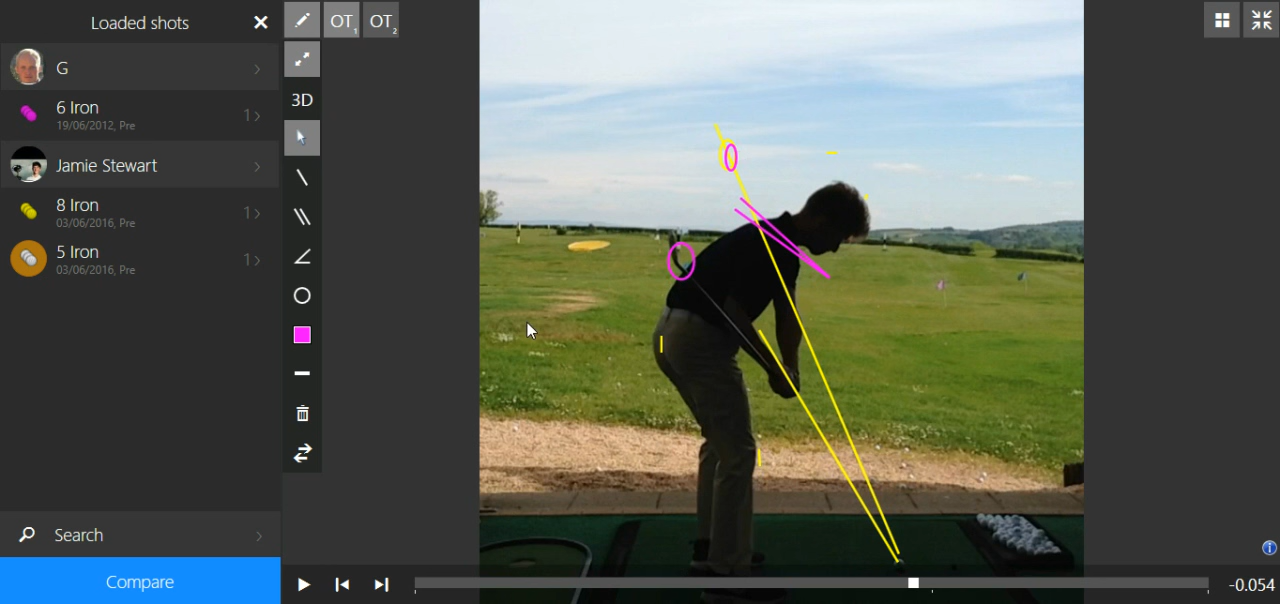 Loaded shots
G
6 Iron
19/06/2012, Pre
1
Jamie Stewart
8 Iron
03/06/2016, Pre
1
5 Iron
03/06/2016, Pre
1
Search
Compare
OT1
OT2
3D
-0.054